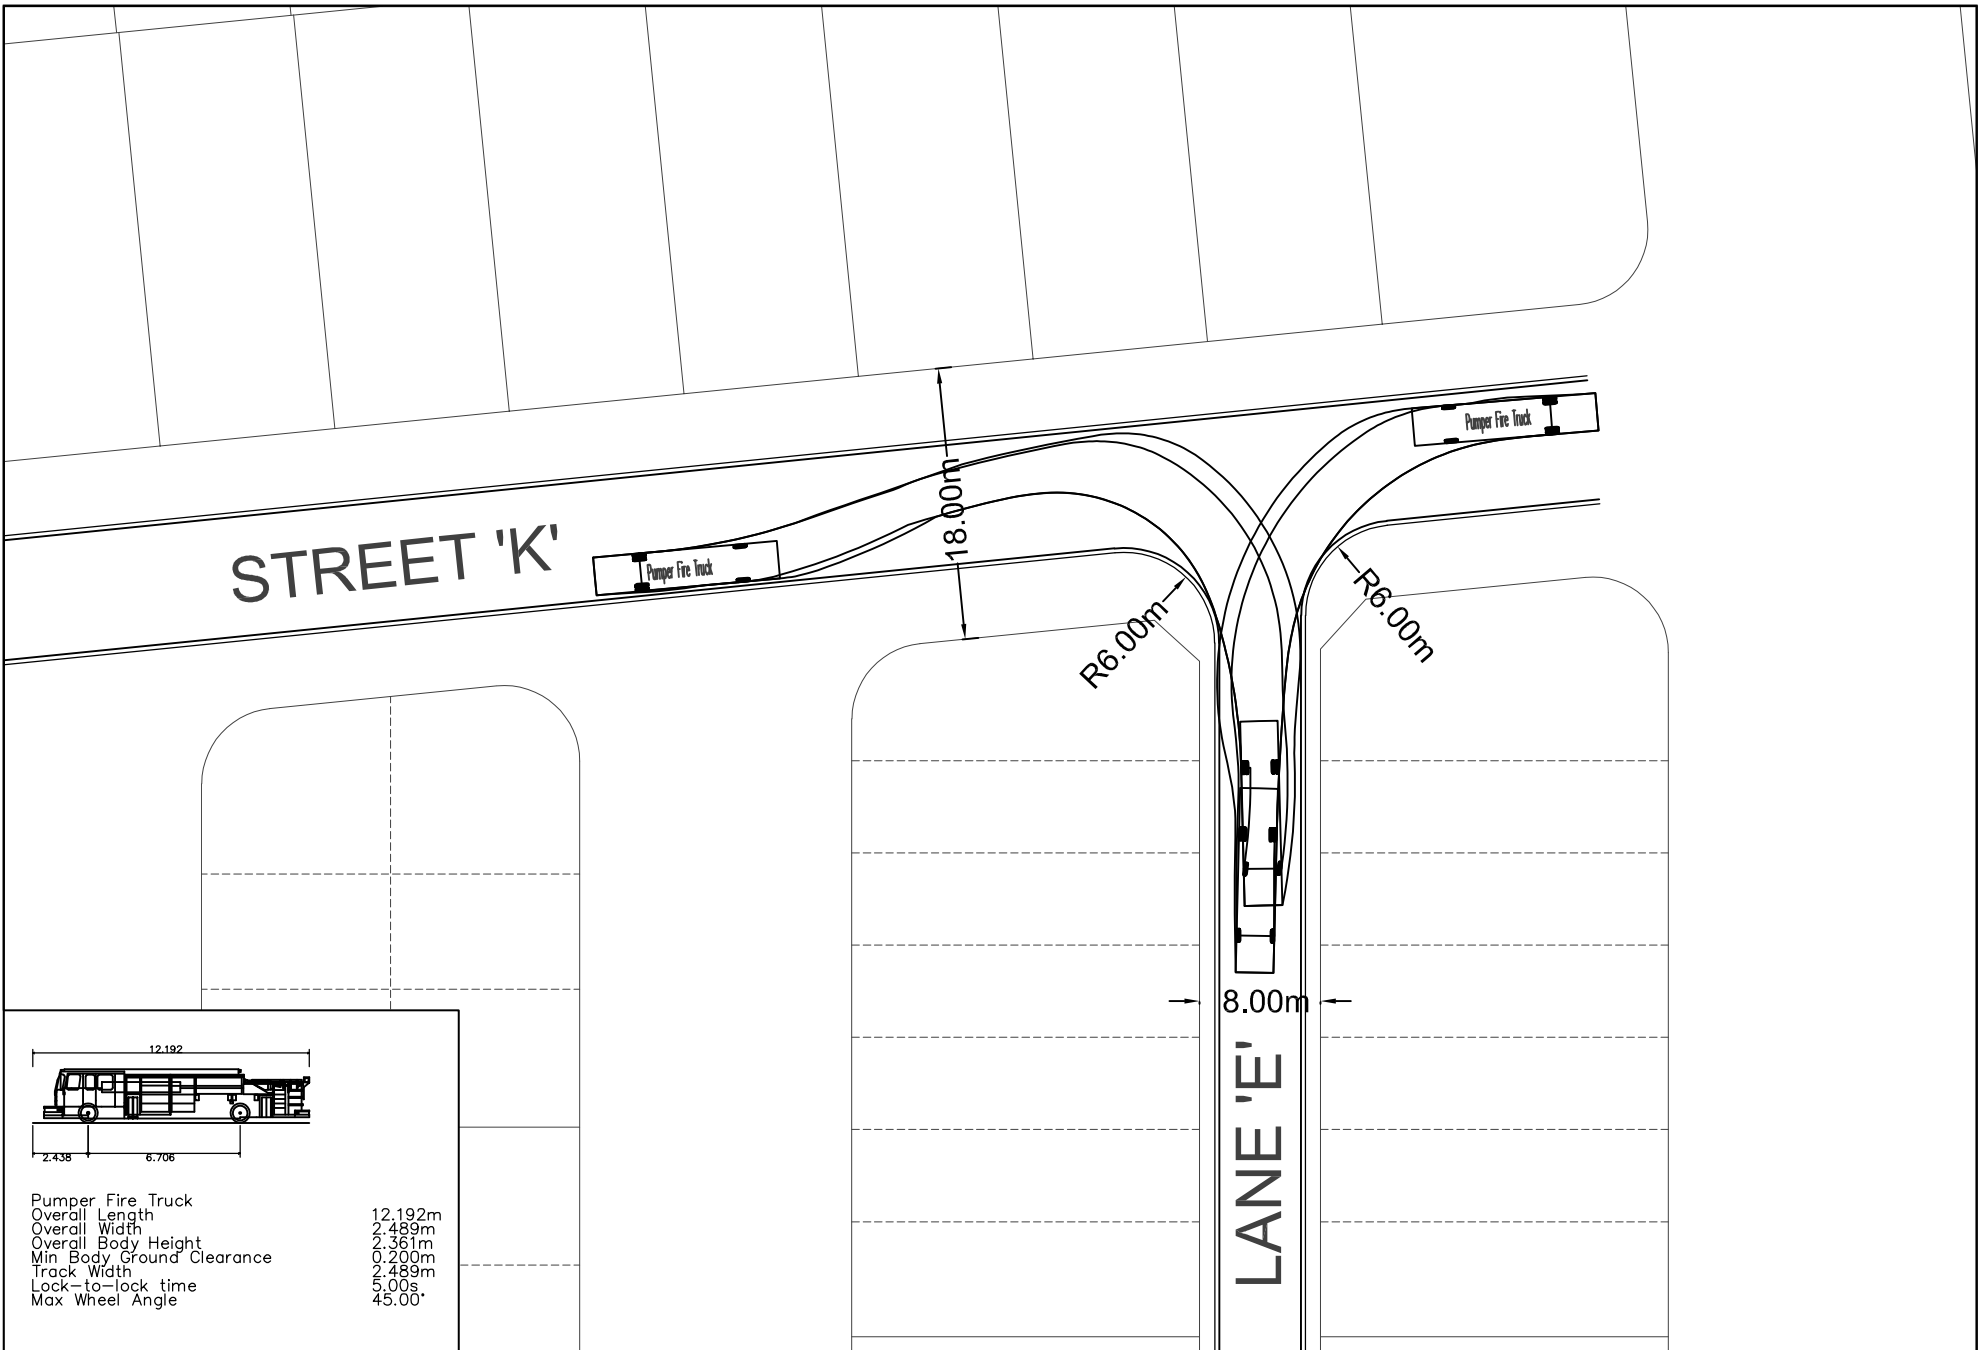 Pumper Fire Truck
18.00m
STREET 'K'
Pumper Fire Truck
R6.00m
R6.00m
8.00m
LANE 'E'
12.192
2.438
6.706
Pumper Fire Truck
Overall Length 12.192m
Overall Width 2.489m
Overall Body Height 2.361m
Min Body Ground Clearance 0.200m
Track Width 2.489m
Lock-to-lock time 5.00s
Max Wheel Angle 45.00°